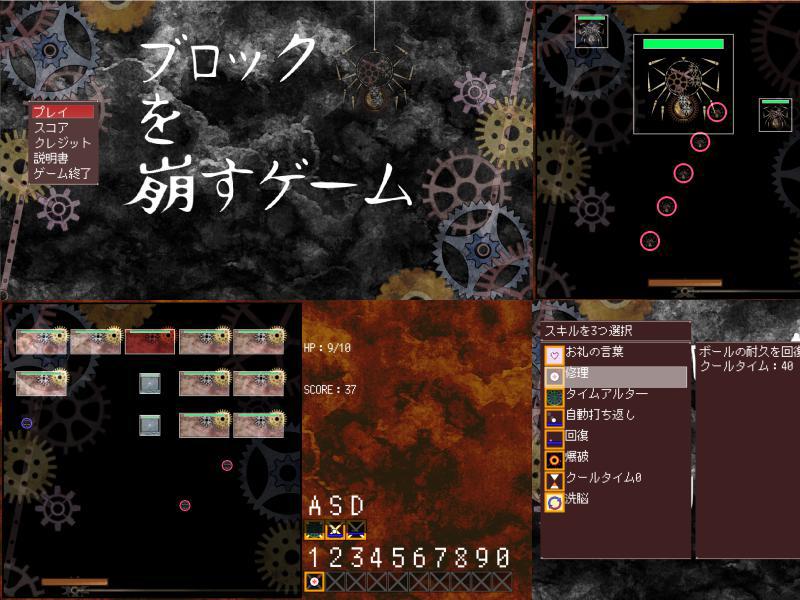 ブロック
を
崩すゲーム
プレイ
スコア
クレジット
説明書
ゲーム終了
HP：9/10
SCORE：37
ASD
1234567890
スキルを3つ選択
お礼の言葉
修理
タイムアルター
自動打ち返し
回復
爆破
クールタイム0
洗脳
ボールの耐久を回復
クールタイム：40